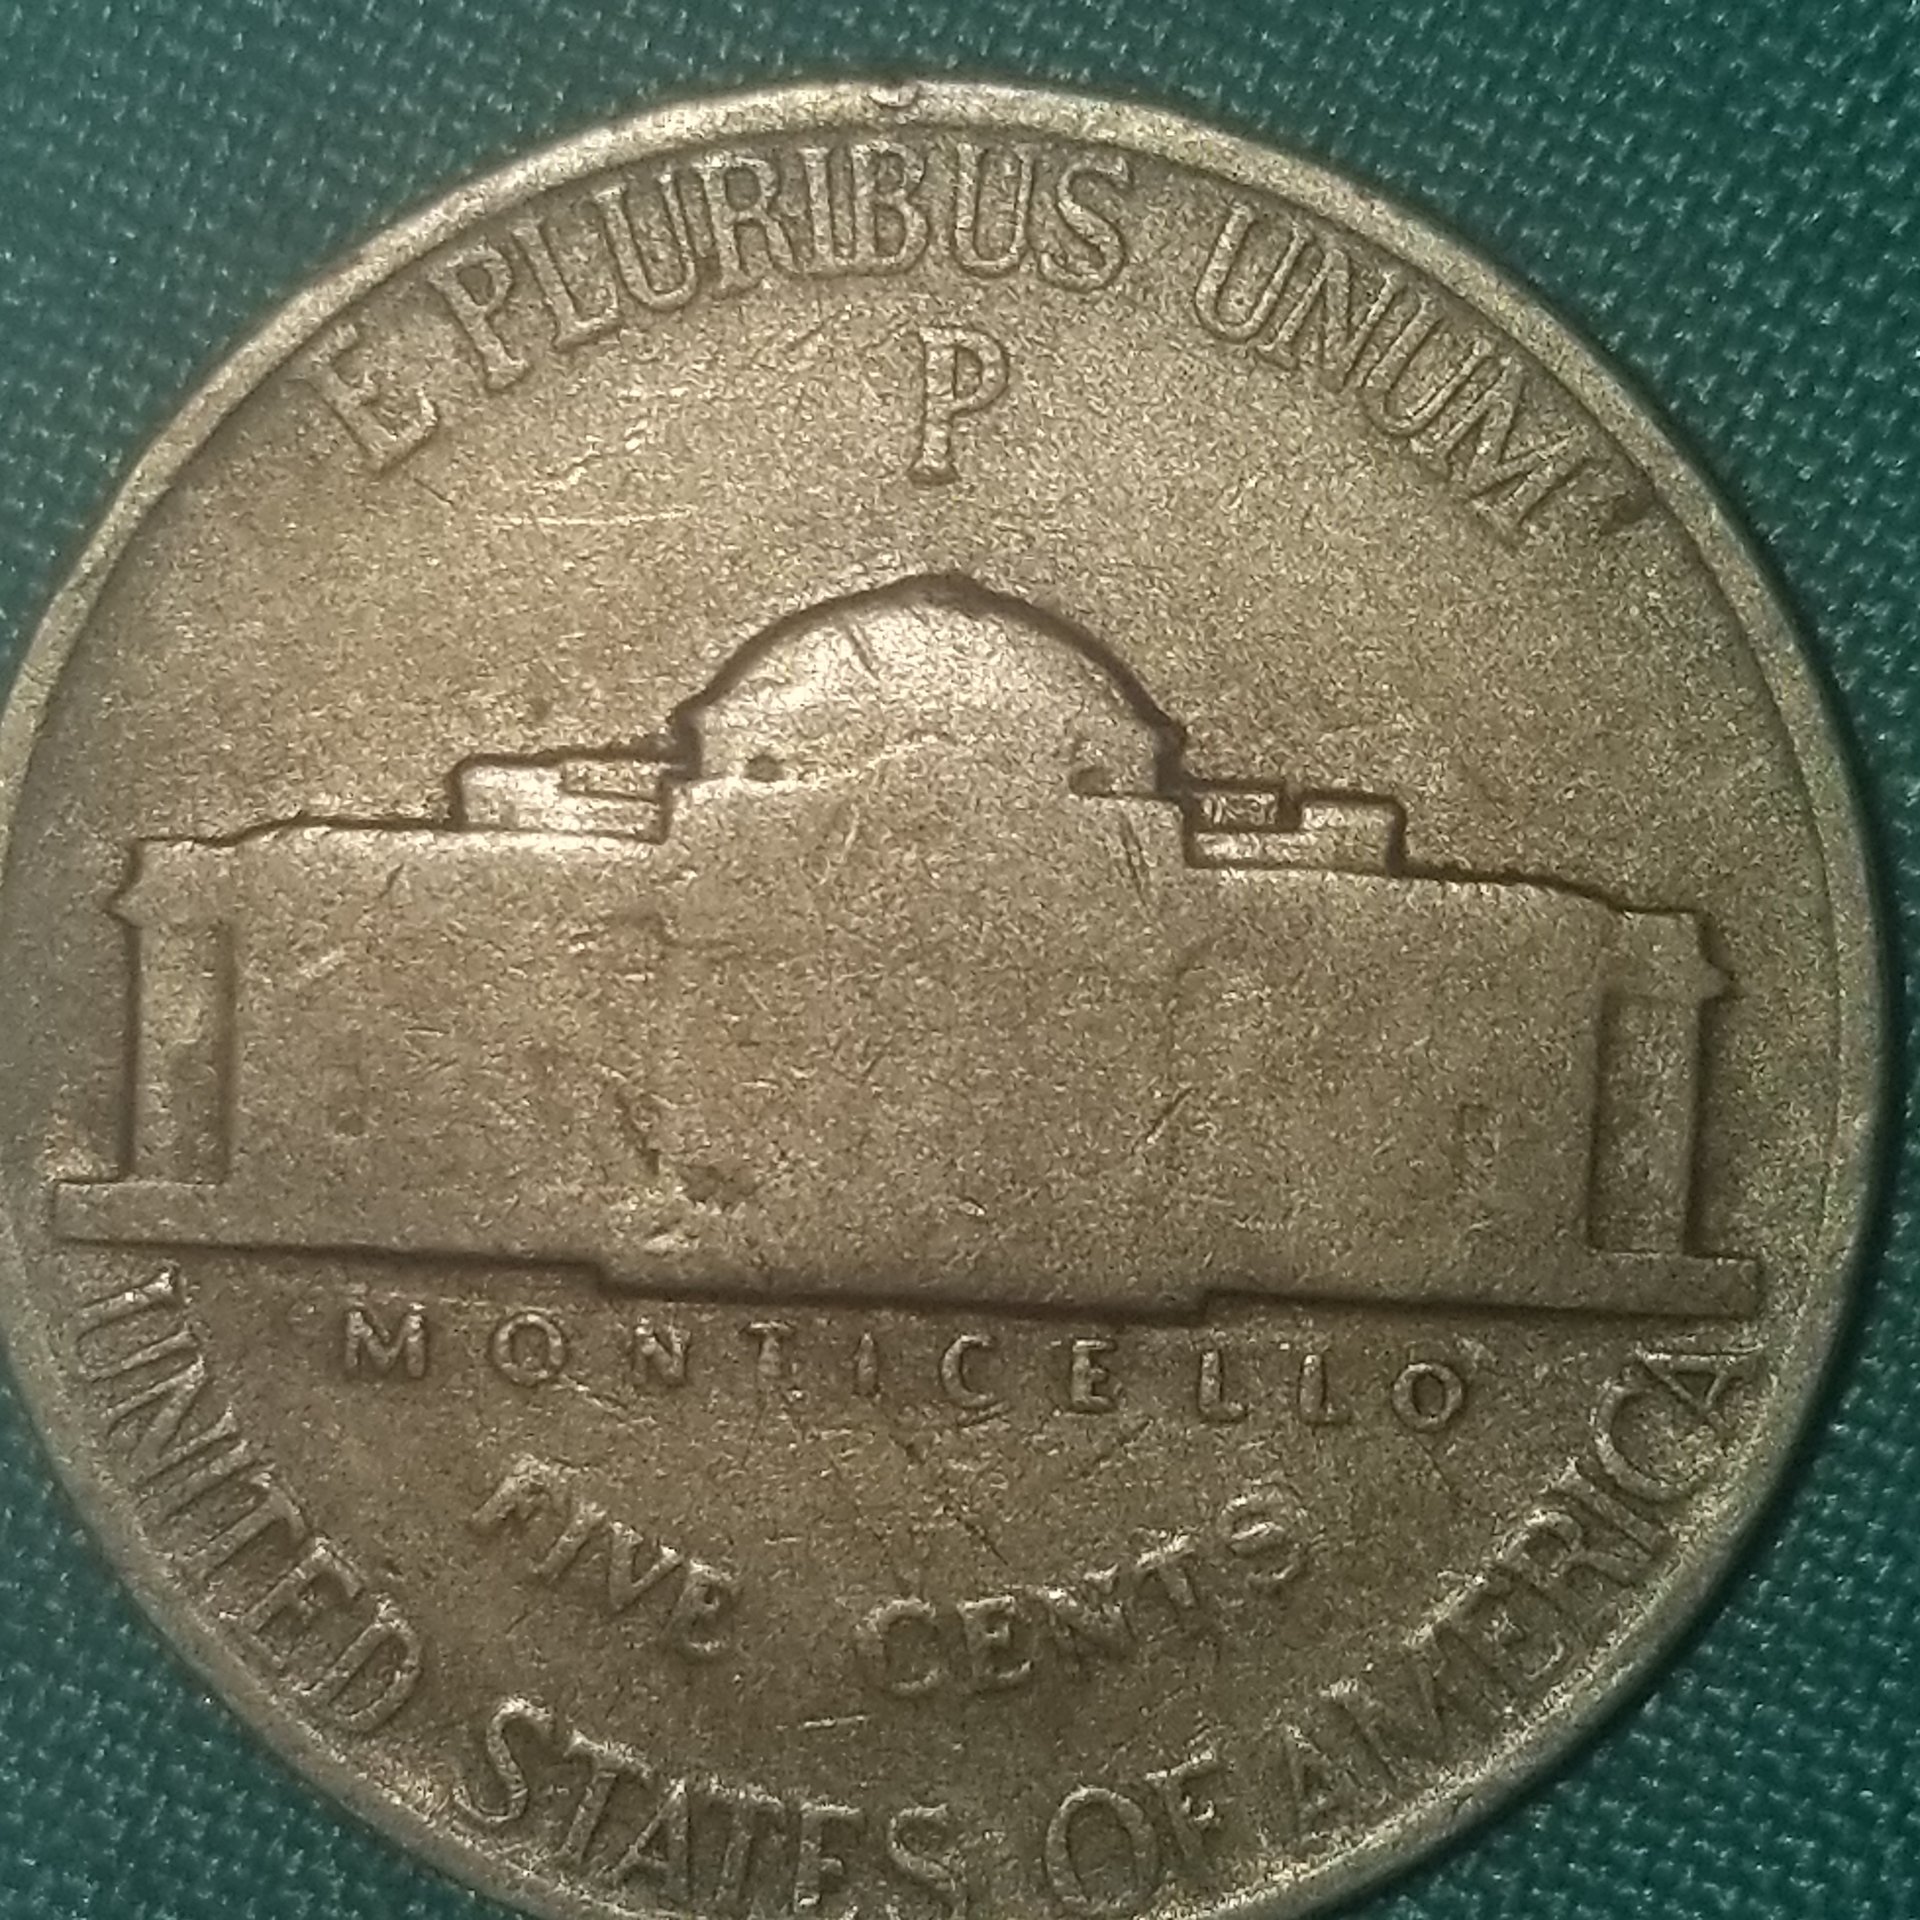 E PLURIBUS UNUM
P
MONTICELLO
FIVE CENTS
UNITED STATES OF AMERICA